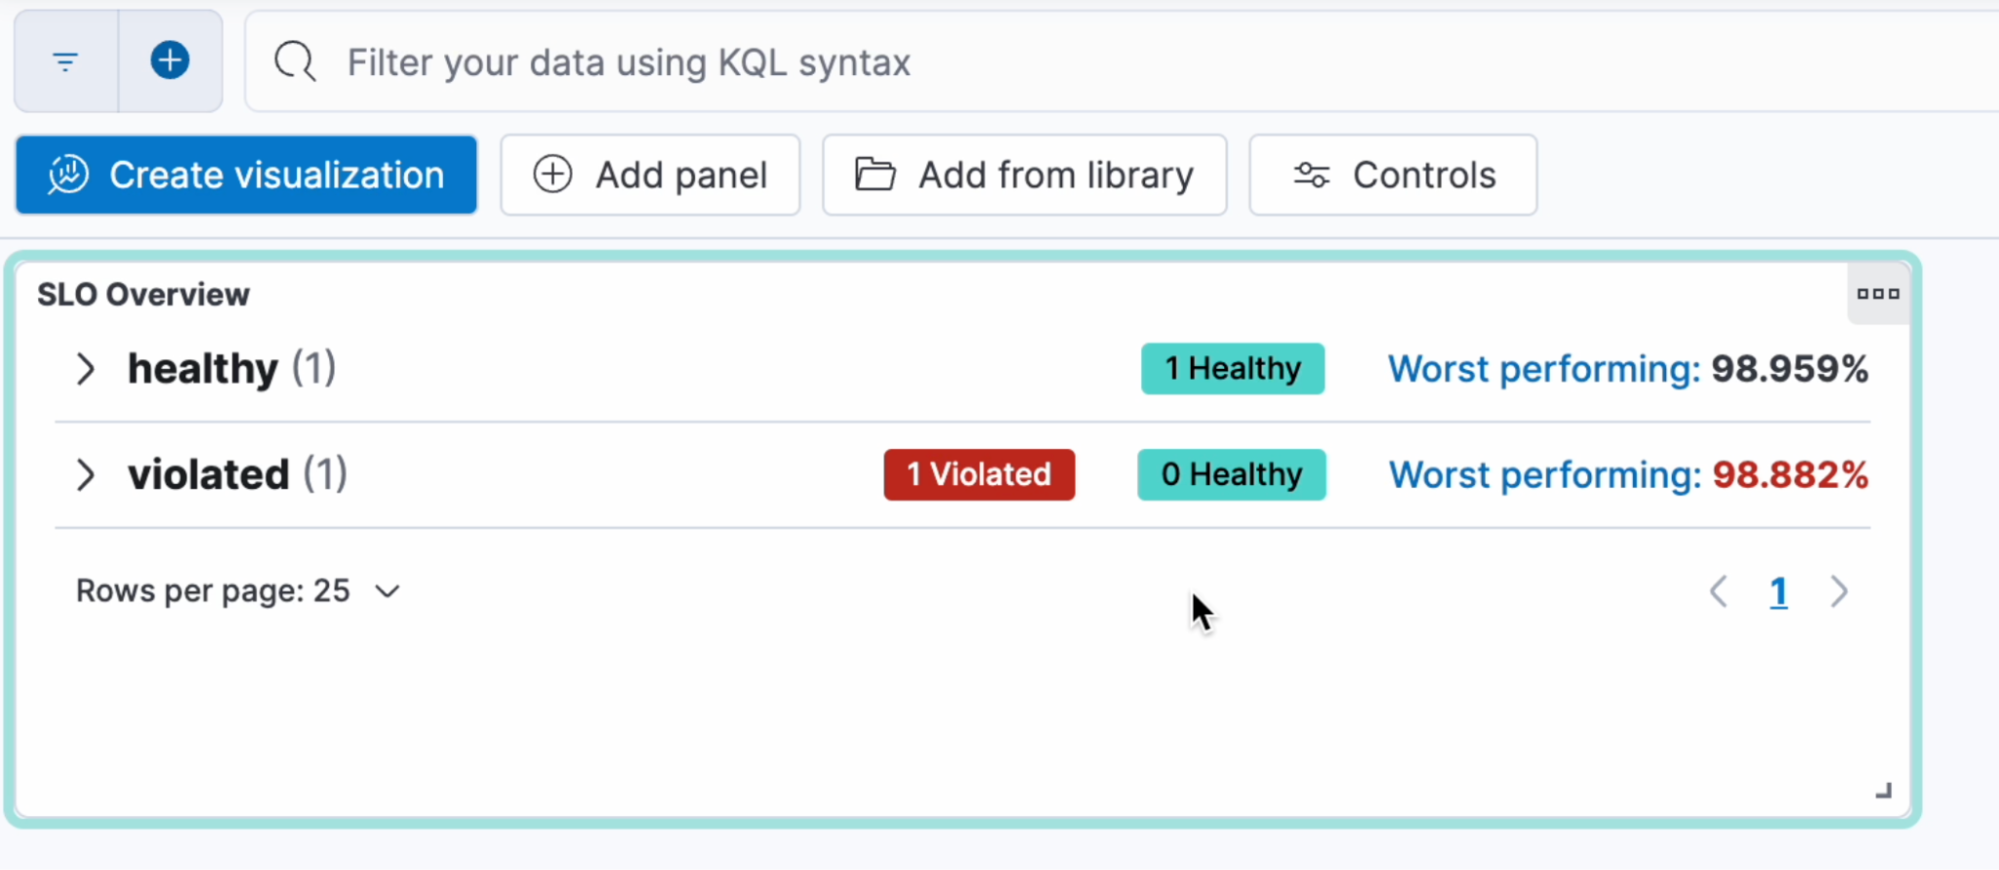 Filter your data using KQL syntax
Create visualization
Add panel
Add from library
Controls
SLO Overview
healthy (1)
1 Healthy
Worst performing: 98.959%
violated (1)
1 Violated
0 Healthy
Worst performing: 98.882%
Rows per page: 25
1